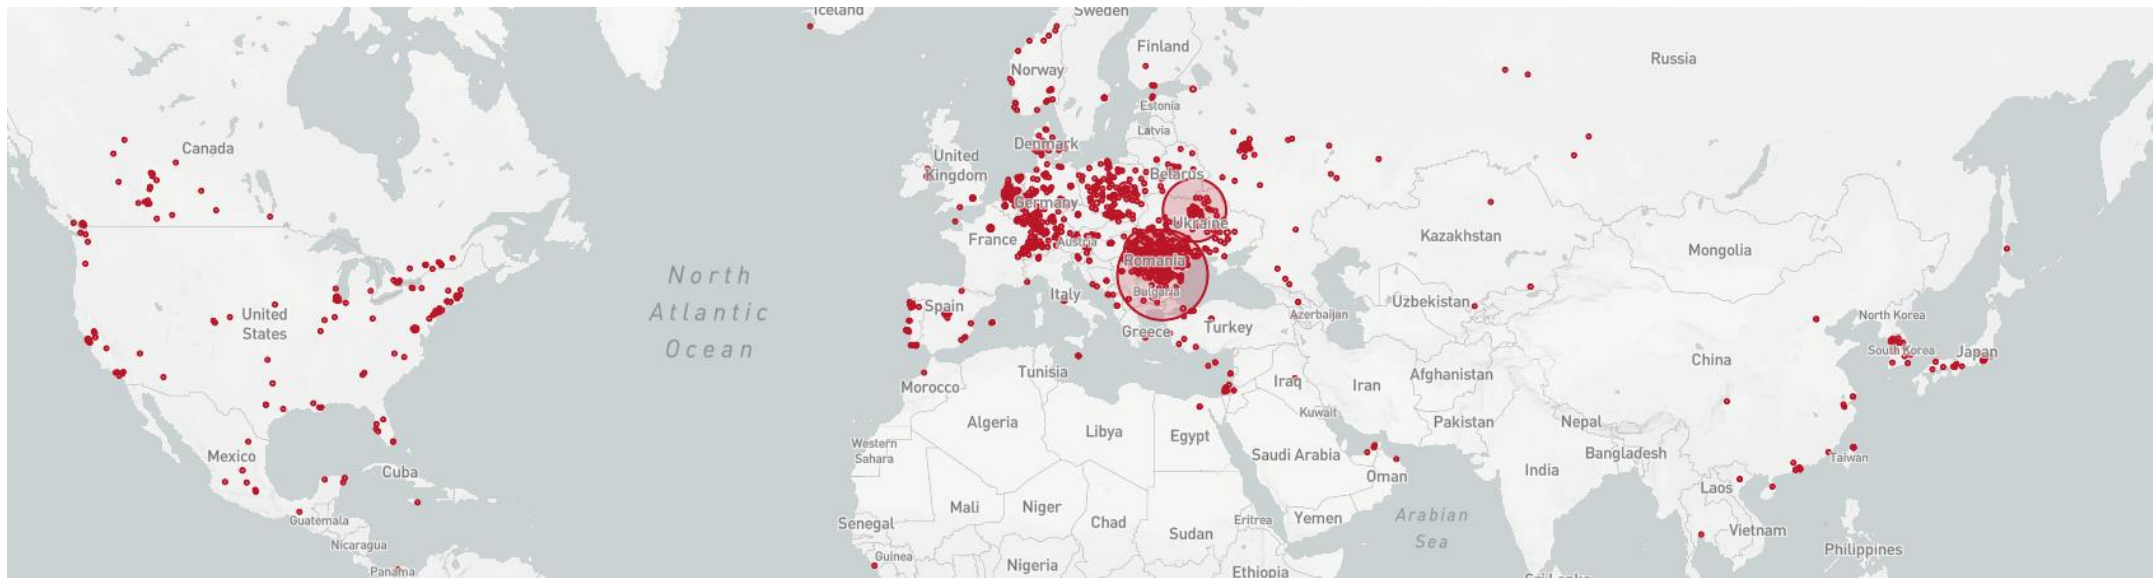 Iceland
Sweden
Finland
Russia
Norway
Estonia
Latvia
Denmark
Canada
United
Kingdom
Belarus
Germany
Ukraine
France
Austria
Kazakhstan
Mongolia
Romania
North
Atlantic
Ocean
Italy
Bulgaria
Spain
Uzbekistan
Azerbaijan
North Korea
United
States
Greece
Turkey
South Korea
Japan
China
Tunisia
Afghanistan
Morocco
Iraq
Iran
Kuwait
Pakistan
Nepal
Algeria
Libya
Egypt
Western
Sahara
Saudi Arabia
Bangladesh
Taiwan
Mexico
Cuba
India
Oman
Laos
Mali
Niger
Chad
Arabian
Sea
Guatemala
Senegal
Eritrea
Yemen
Sudan
Vietnam
Nicaragua
Philippines
Guinea
Nigeria
Panama
Ethiopia
Sri Lanka